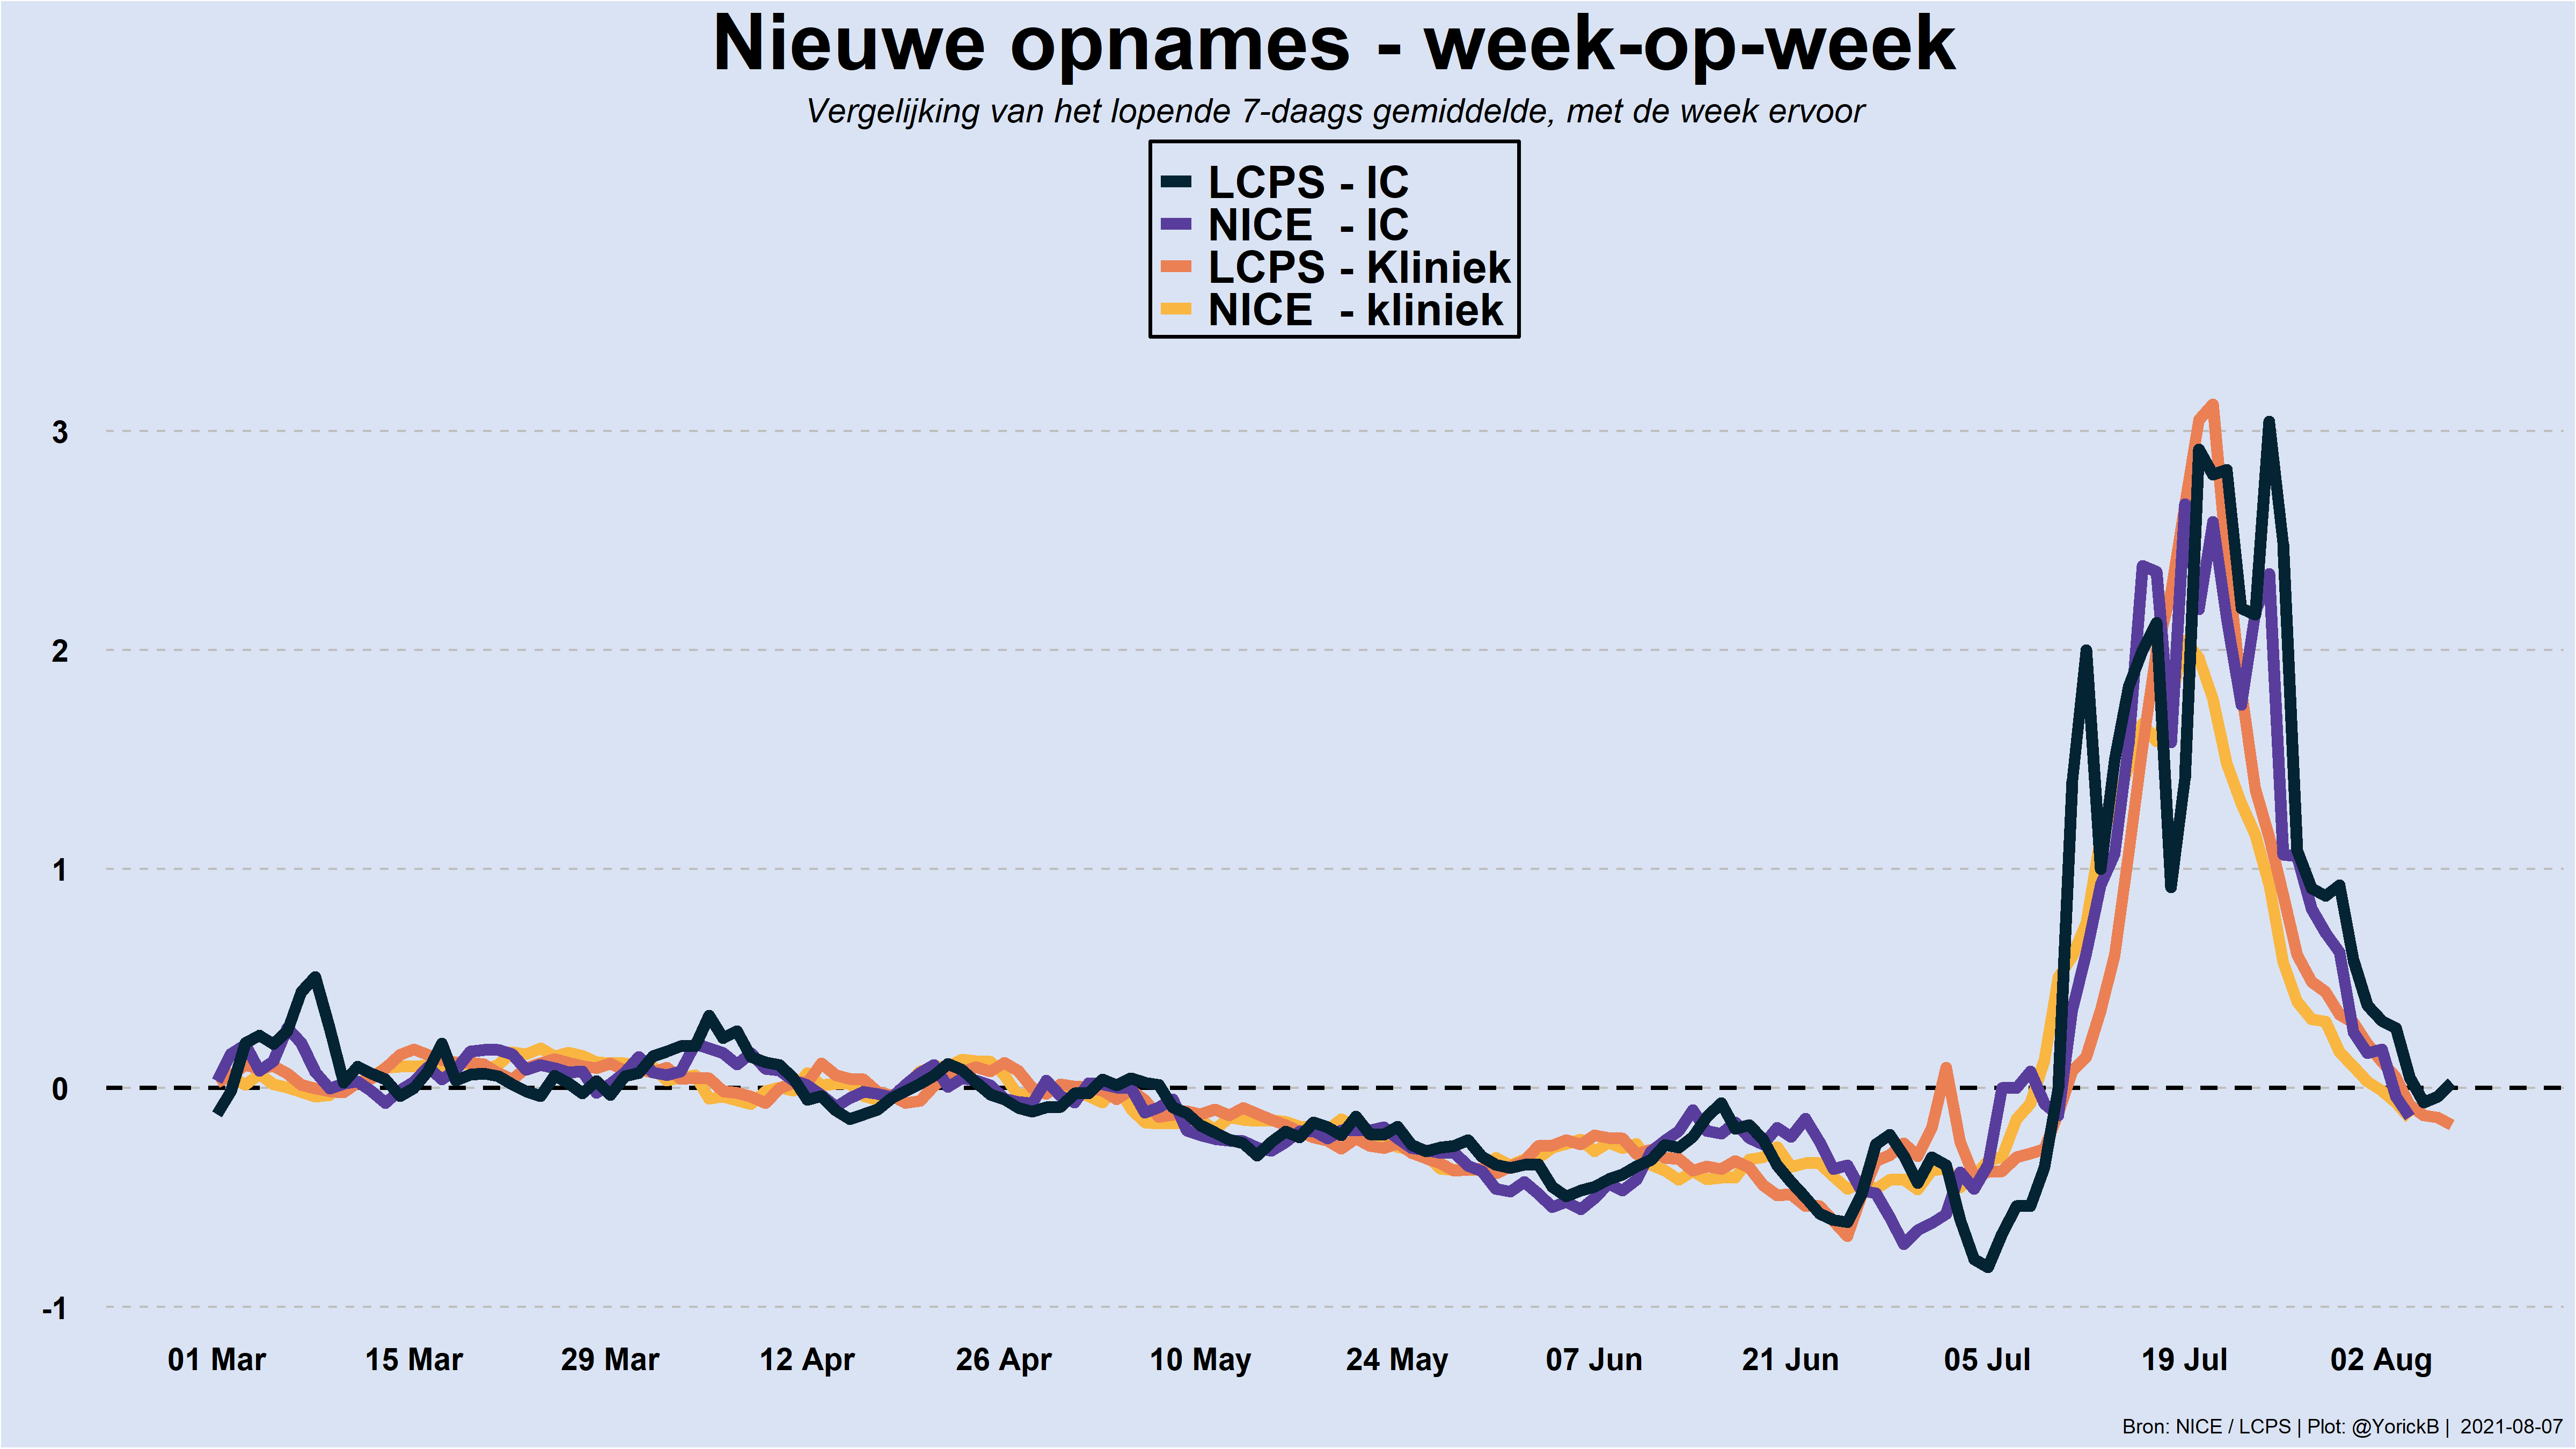 Nieuwe opnames - week-op-week
Vergelijking van het lopende 7-daags gemiddelde, met de week ervoor
LCPS - IC
NICE - IC
LCPS - Kliniek
NICE - kliniek
3
2
1
0
-1
01 Mar 15 Mar 29 Mar 12 Apr 26 Apr 10 May 24 May 07 Jun 21 Jun 05 Jul 19 Jul 02 Aug
Bron: NICE / LCPS | Plot: @YorickB | 2021-08-07